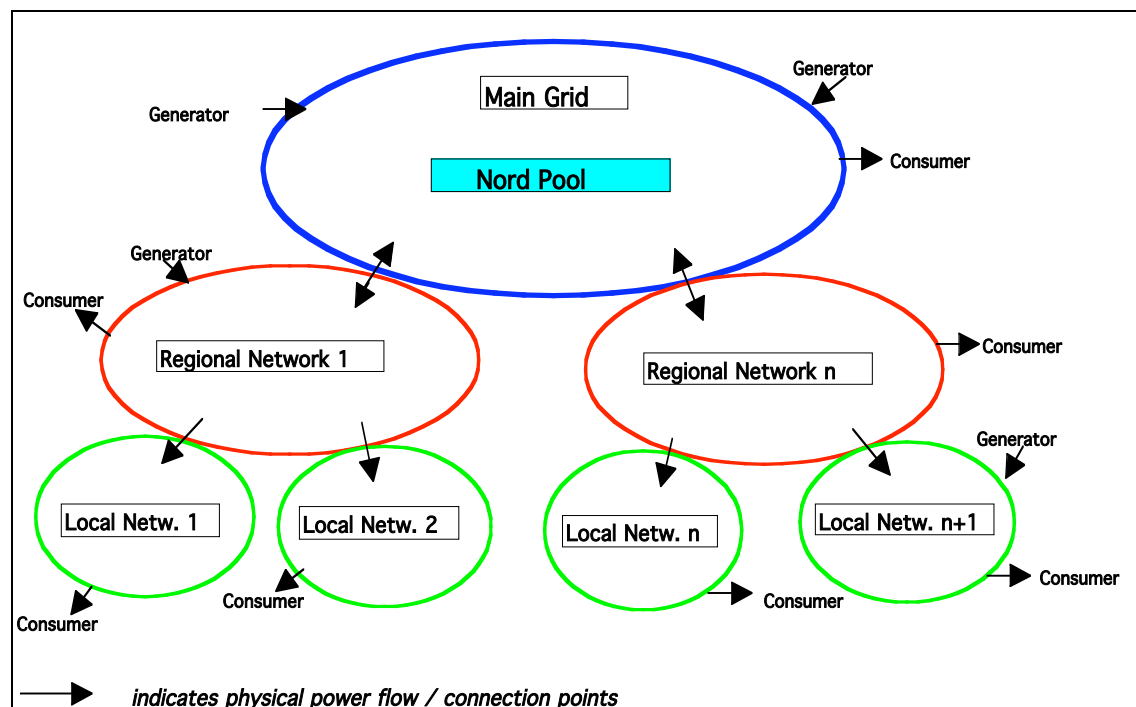 Generator
Main Grid
Generator
Consumer
Nord Pool
Generator
Consumer
Regional Network 1
Regional Network n
Consumer
Generator
Local Netw. 1
Local Netw. 2
Local Netw. n
Local Netw. n+1
Consumer
Consumer
Consumer
Consumer
indicates physical power flow / connection points